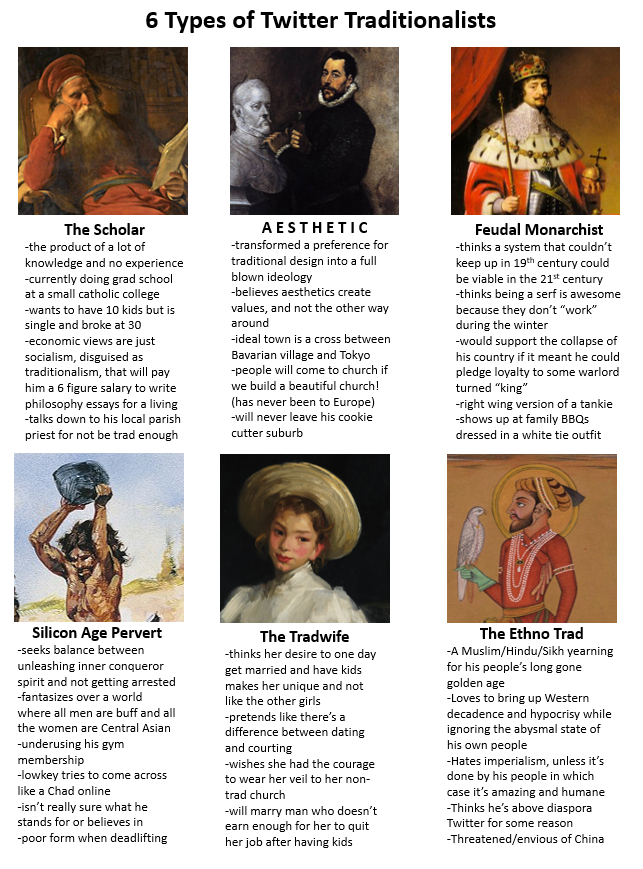 6 Types of Twitter Traditionalists
The Scholar
-the product of a lot of
knowledge and no experience
-currently doing grad school
at a small catholic college
-wants to have 10 kids but is
single and broke at 30
-economic views are just
socialism, disguised as
traditionalism, that will pay
him a 6 figure salary to write
philosophy essays for a living
-talks down to his local parish
priest for not be trad enough
A E S T H E T I C
-transformed a preference for
traditional design into a full
blown ideology
-believes aesthetics create
values, and not the other way
around
-ideal town is a cross between
Bavarian village and Tokyo
-people will come to church if
we build a beautiful church!
(has never been to Europe)
-will never leave his cookie
cutter suburb
Feudal Monarchist
-thinks a system that couldn't
keep up in 19th century could
be viable in the 21st century
-thinks being a serf is awesome
because they don't “work”
during the winter
-would support the collapse of
his country if it meant he could
pledge loyalty to some warlord
turned “king”
-right wing version of a tankie
-shows up at family BBQs
dressed in a white tie outfit
Silicon Age Pervert
-seeks balance between
unleashing inner conqueror
spirit and not getting arrested
-fantasizes over a world
where all men are buff and all
the women are Central Asian
-underusing his gym
membership
-lowkey tries to come across
like a Chad online
-isn't really sure what he
stands for or believes in
-poor form when deadlifting
The Tradwife
-thinks her desire to one day
get married and have kids
makes her unique and not
like the other girls
-pretends like there's a
difference between dating
and courting
-wishes she had the courage
to wear her veil to her non-
trad church
-will marry man who doesn't
earn enough for her to quit
her job after having kids
The Ethno Trad
-A Muslim/Hindu/Sikh yearning
for his people's long gone
golden age
-Loves to bring up Western
decadence and hypocrisy while
ignoring the abysmal state of
his own people
-Hates imperialism, unless it's
done by his people in which
case it's amazing and humane
-Thinks he's above diaspora
Twitter for some reason
-Threatened/envious of China